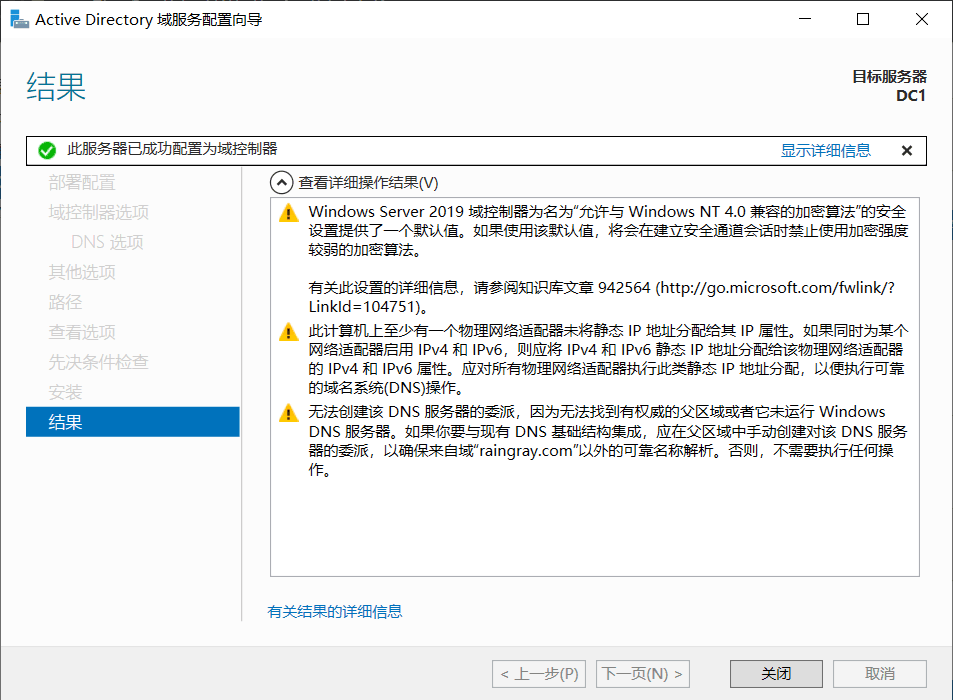 Active Directory 域服务配置向导
结果
目标服务器
DC1
此服务器已成功配置为域控制器
显示详细信息
部署配置
域控制器选项
DNS 选项
其他选项
路径
查看选项
先决条件检查
安装
结果
查看详细操作结果(V)
Windows Server 2019 域控制器为名为“允许与 Windows NT 4.0 兼容的加密算法”的安全
设置提供了一个默认值。如果使用该默认值，将会在建立安全通道会话时禁止使用加密强度
较弱的加密算法。
有关此设置的详细信息，请参阅知识库文章 942564 (http://go.microsoft.com/fwlink/?
LinkId=104751)。
此计算机上至少有一个物理网络适配器未将静态 IP 地址分配给其 IP 属性。如果同时为某个
网络适配器启用 IPv4 和 IPv6，则应将 IPv4 和 IPv6 静态 IP 地址分配给该物理网络适配器
的 IPv4 和 IPv6 属性。应对所有物理网络适配器执行此类静态 IP 地址分配，以便执行可靠
的域名系统(DNS)操作。
无法创建该 DNS 服务器的委派，因为无法找到有权威的父区域或者它未运行 Windows
DNS 服务器。如果你要与现有 DNS 基础结构集成，应在父区域中手动创建对该 DNS 服务
器的委派，以确保来自域“raingray.com”以外的可靠名称解析。否则，不需要执行任何操
作。
有关结果的详细信息
< 上一步(P)
下一页(N) >
关闭
取消